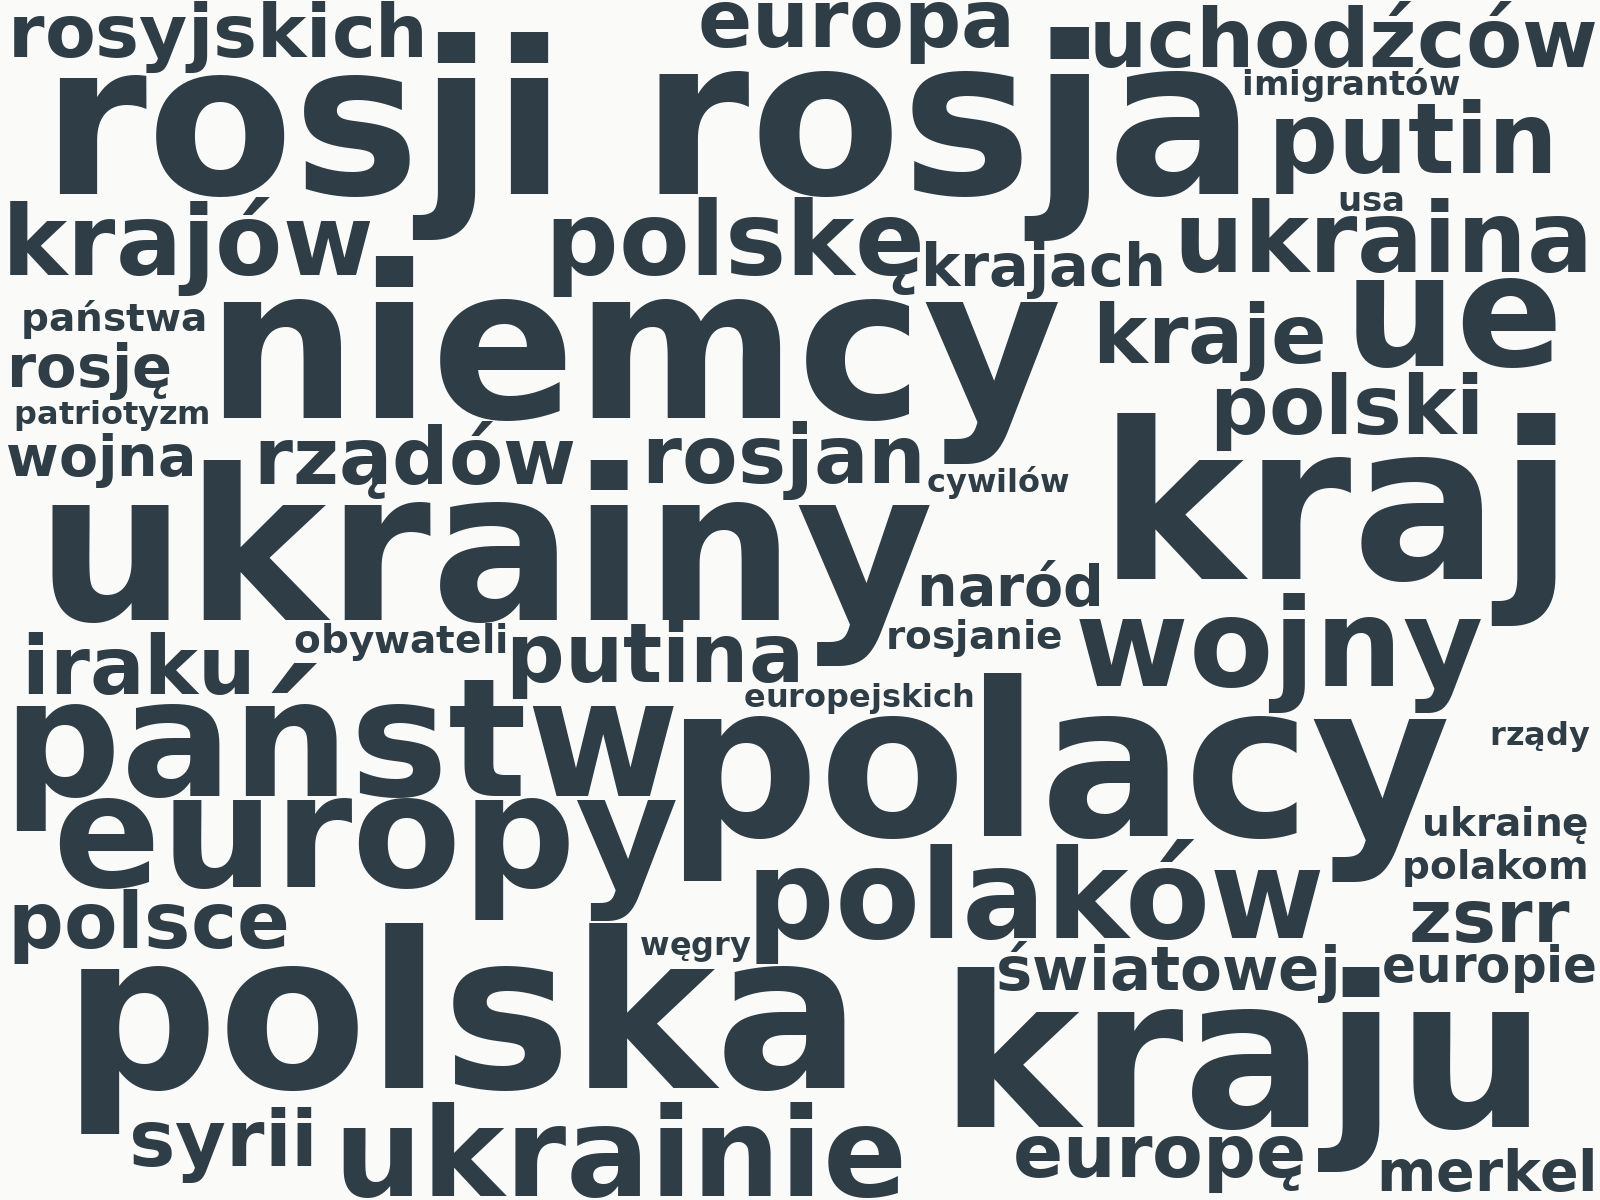 rosyjskich
europa
uchodźców
rosji
rosja
imigrantów
putin
usa
krajów
polskę
krajach
ukraina
państwa
niemcy
kraje
ue
rosję
polski
patriotyzm
wojna
rządów
rosjan
cywilów
kraj
ukrainy
naród
iraku
obywateli
putina
rosjanie
wojny
państw
europejskich
polacy
rządy
europy
ukrainę
polaków
polakom
polsce
zsrr
polska
węgry
światowej
europie
kraju
syrii
ukrainie
europę
merkel